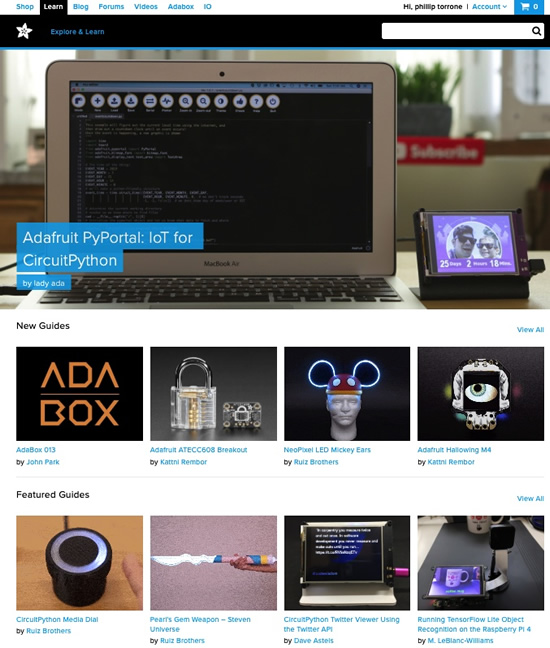 Shop Learn Blog Forums Videos Adabox IO
Hi, phillip torrone | Account
0
Explore & Learn
Subscribe
MacBook Air
25 Days 2 Hours 18 Mins.
Adafruit PyPortal: IoT for
CircuitPython
by lady ada
New Guides
View All
ADA
BOX
AdaBox 013
by John Park
Adafruit ATECC608 Breakout
by Kattni Rembor
NeoPixel LED Mickey Ears
by Ruiz Brothers
Adafruit Hallowing M4
by Kattni Rembor
Featured Guides
View All
CircuitPython Media Dial
by Ruiz Brothers
Pearl's Gem Weapon – Steven
Universe
by Ruiz Brothers
CircuitPython Twitter Viewer Using
the Twitter API
by Dave Astels
Running TensorFlow Lite Object
Recognition on the Raspberry Pi 4
by M. LeBlanc-Williams